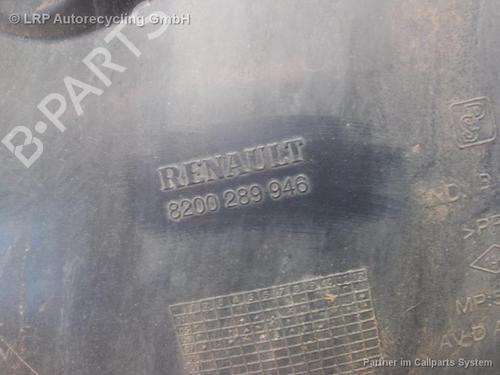 © LRP Autorecycling GmbH
B-PARTS
RENAULT
8200 289 946
Partner im Callparts System